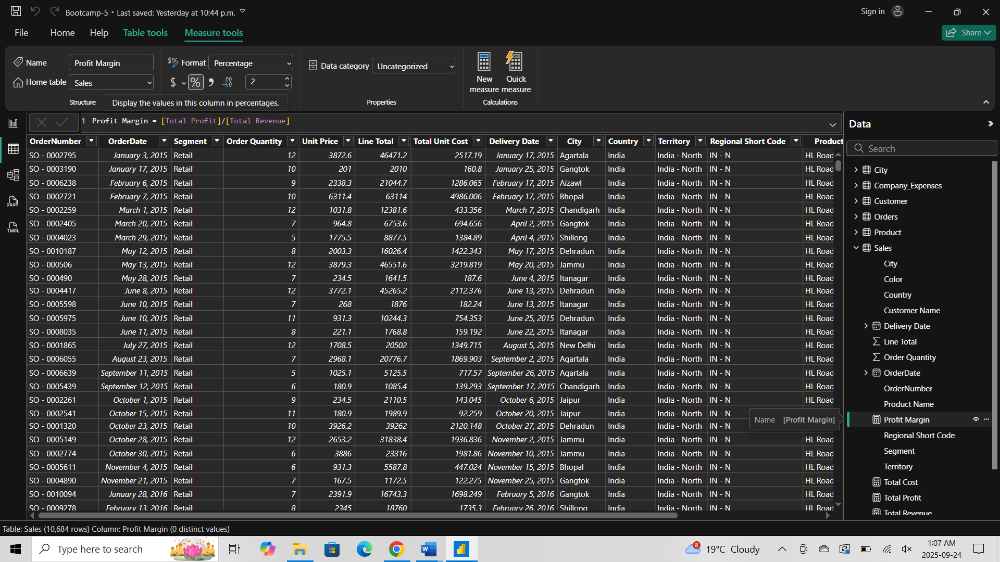 Bootcamp-5 • Last saved: Yesterday at 10:44 p.m.
Sign in
File Home Help Table tools Measure tools
Share
Name Profit Margin
Home table Sales
Structure
Format Percentage
$ % 2
Display the values in this column in percentages.
Data category Uncategorized
Properties
New measure
Quick measure
Calculations
1 Profit Margin = [Total Profit]/[Total Revenue]
OrderNumber OrderDate Segment Order Quantity Unit Price Line Total Total Unit Cost Delivery Date City Country Territory Regional Short Code Product
SO - 0002795 January 3, 2015 Retail 12 3872.6 46471.2 2517.19 January 17, 2015 Agartala India India - North IN - N HL Road
SO - 0003190 January 17, 2015 Retail 10 201 2010 160.8 January 25, 2015 Gangtok India India - North IN - N HL Road
SO - 0006238 February 6, 2015 Retail 9 2338.3 21044.7 1286.065 February 17, 2015 Aizawl India India - North IN - N HL Road
SO - 0002721 February 7, 2015 Retail 10 6311.4 63114 4986.006 February 17, 2015 Bhopal India India - North IN - N HL Road
SO - 0002259 March 1, 2015 Retail 12 1031.8 12381.6 433.356 March 7, 2015 Chandigarh India India - North IN - N HL Road
SO - 0002405 March 20, 2015 Retail 7 964.8 6753.6 694.656 April 2, 2015 Gangtok India India - North IN - N HL Road
SO - 0004023 March 29, 2015 Retail 5 1775.5 8877.5 1384.89 April 4, 2015 Shillong India India - North IN - N HL Road
SO - 0010187 May 12, 2015 Retail 8 2003.3 16026.4 1422.343 May 17, 2015 Dehradun India India - North IN - N HL Road
SO - 000506 May 13, 2015 Retail 12 3879.3 46551.6 3219.819 May 20, 2015 Jammu India India - North IN - N HL Road
SO - 000490 May 28, 2015 Retail 7 234.5 1641.5 187.6 June 4, 2015 Itanagar India India - North IN - N HL Road
SO - 0004417 June 8, 2015 Retail 12 3772.1 45265.2 2112.376 June 13, 2015 Dehradun India India - North IN - N HL Road
SO - 0005598 June 10, 2015 Retail 7 268 1876 182.24 June 13, 2015 Itanagar India India - North IN - N HL Road
SO - 0005975 June 10, 2015 Retail 11 931.3 10244.3 754.353 June 25, 2015 Dehradun India India - North IN - N HL Road
SO - 0008035 June 11, 2015 Retail 8 221.1 1768.8 159.192 June 22, 2015 Itanagar India India - North IN - N HL Road
SO - 0001865 July 27, 2015 Retail 12 1708.5 20502 1349.715 August 5, 2015 New Delhi India India - North IN - N HL Road
SO - 0006055 August 23, 2015 Retail 7 2968.1 20776.7 1869.903 September 2, 2015 Agartala India India - North IN - N HL Road
SO - 0006639 September 11, 2015 Retail 5 1025.1 5125.5 717.57 September 26, 2015 Agartala India India - North IN - N HL Road
SO - 0005439 September 12, 2015 Retail 6 180.9 1085.4 139.293 September 17, 2015 Chandigarh India India - North IN - N HL Road
SO - 0002261 October 1, 2015 Retail 9 234.5 2110.5 143.045 October 6, 2015 Jaipur India India - North IN - N HL Road
SO - 0002541 October 15, 2015 Retail 11 180.9 1989.9 92.259 October 20, 2015 Jaipur India India - North IN - N
SO - 0001320 October 23, 2015 Retail 10 3926.2 39262 2120.148 October 27, 2015 Dehradun India India - North IN - N
SO - 0005149 October 28, 2015 Retail 12 2653.2 31838.4 1936.836 November 2, 2015 Jammu India India - North IN - N HL Road
SO - 0002774 October 30, 2015 Retail 6 3886 23316 1981.86 November 10, 2015 Jammu India India - North IN - N HL Road
SO - 0005611 November 4, 2015 Retail 6 931.3 5587.8 447.024 November 15, 2015 Bhopal India India - North IN - N HL Road
SO - 0004890 November 21, 2015 Retail 7 167.5 1172.5 122.275 November 25, 2015 Gangtok India India - North IN - N HL Road
SO - 0010094 January 28, 2016 Retail 7 2391.9 16743.3 1698.249 February 5, 2016 Gangtok India India - North IN - N HL Road
SO - 0009278 February 13, 2016 Retail 8 2345 18760 1735.3 February 26, 2016 Shillong India India - North IN - N HL Road
DAX
TMDL
Name [Profit Margin]
Data
Search
City
Company_Expenses
Customer
Orders
Product
Sales
City
Color
Country
Customer Name
Delivery Date
Line Total
Order Quantity
OrderDate
OrderNumber
Product Name
Profit Margin
Regional Short Code
Segment
Territory
Total Cost
Total Profit
Total Revenue
Table: Sales (10,684 rows) Column: Profit Margin (0 distinct values)
Type here to search
8
19°C Cloudy
1:07 AM
2025-09-24